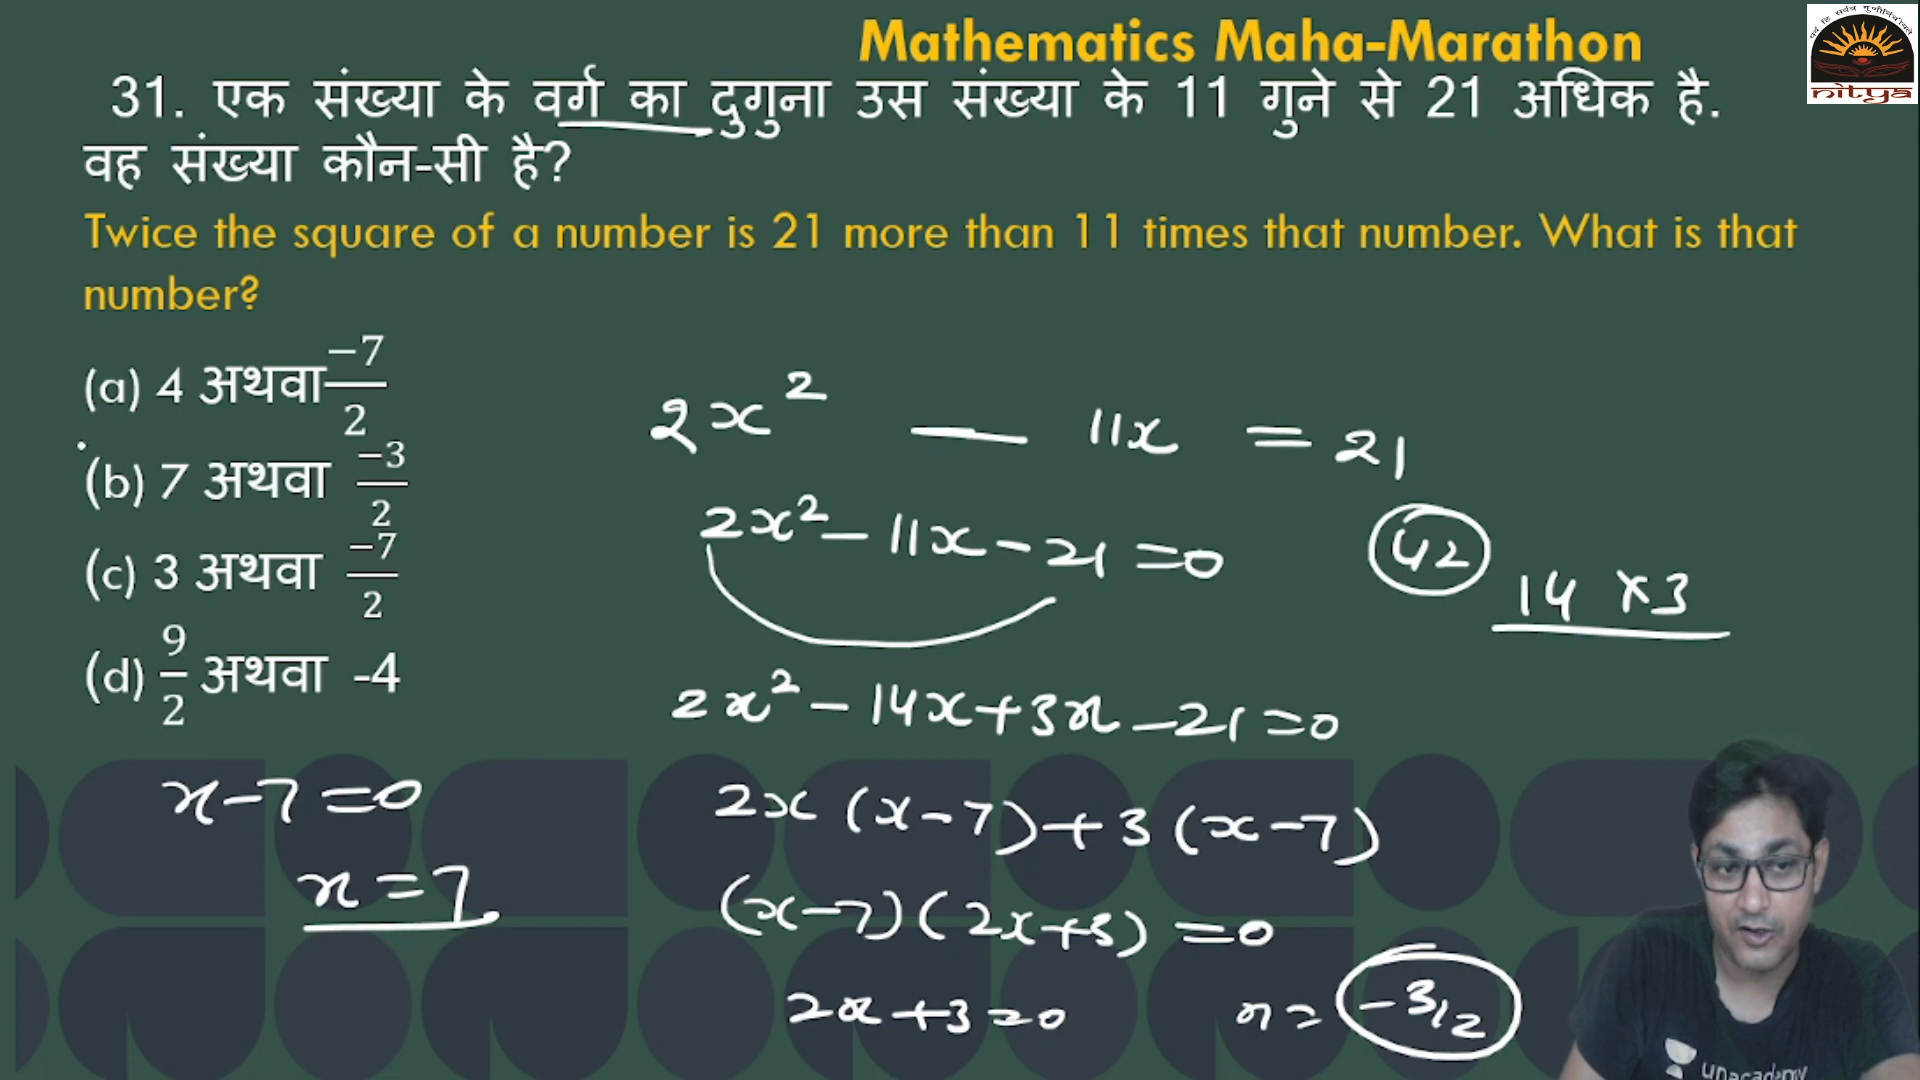 Mathematics Maha-Marathon
31. एक संख्या के वर्ग का दुगुना उस संख्या के 11 गुने से 21 अधिक है.
वह संख्या कौन-सी है?
Twice the square of a number is 21 more than 11 times that number. What is that
number?
(a) 4 अथवा -7/2
(b) 7 अथवा -3/2
(c) 3 अथवा -7/2
(d) 9/2 अथवा -4
2x² — 11x = 21
2x² - 11x - 21 = 0
42
14 × 3
2x² - 14x + 3x - 21 = 0
2x (x - 7) + 3 (x - 7)
(x - 7) (2x + 3) = 0
2x + 3 = 0
x = -3/2
x - 7 = 0
x = 7
nitya
unacademy